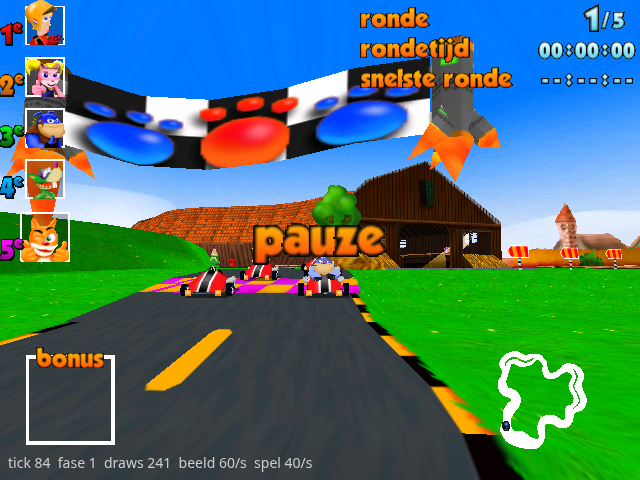 1e
2e
3e
4e
5e
ronde 1/5
rondetijd 00:00:00
snelste ronde --:--:--
pauze
bonus
tick 84 fase 1 draws 241 beeld 60/s spel 40/s